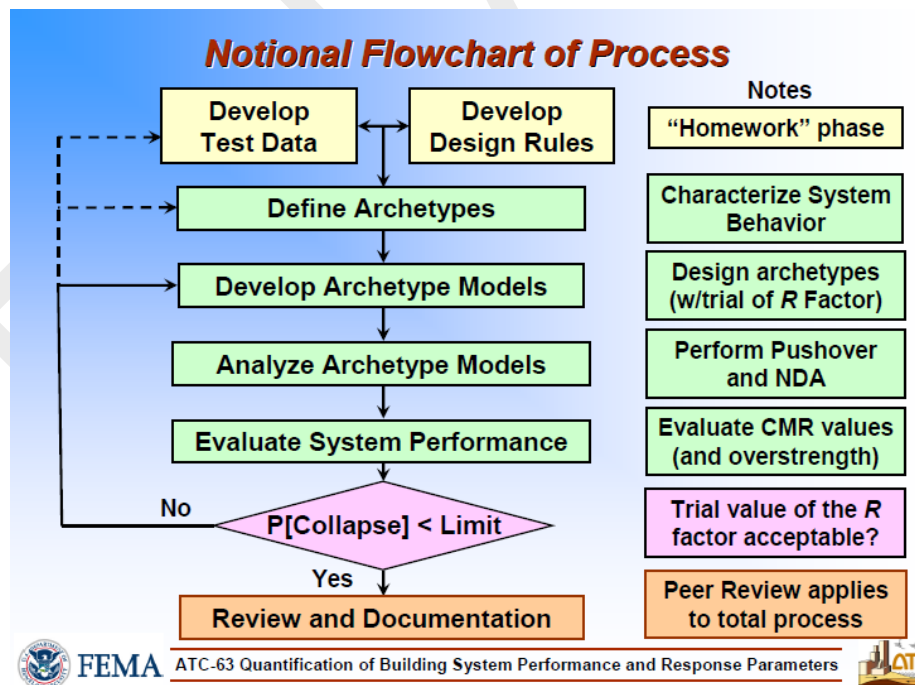 Notional Flowchart of Process
Notes
Develop
Test Data
Develop
Design Rules
“Homework” phase
Define Archetypes
Characterize System
Behavior
Develop Archetype Models
Design archetypes
(w/trial of R Factor)
Analyze Archetype Models
Perform Pushover
and NDA
Evaluate System Performance
Evaluate CMR values
(and overstrength)
No
P[Collapse] < Limit
Trial value of the R
factor acceptable?
Yes
Review and Documentation
Peer Review applies
to total process
FEMA
ATC-63 Quantification of Building System Performance and Response Parameters